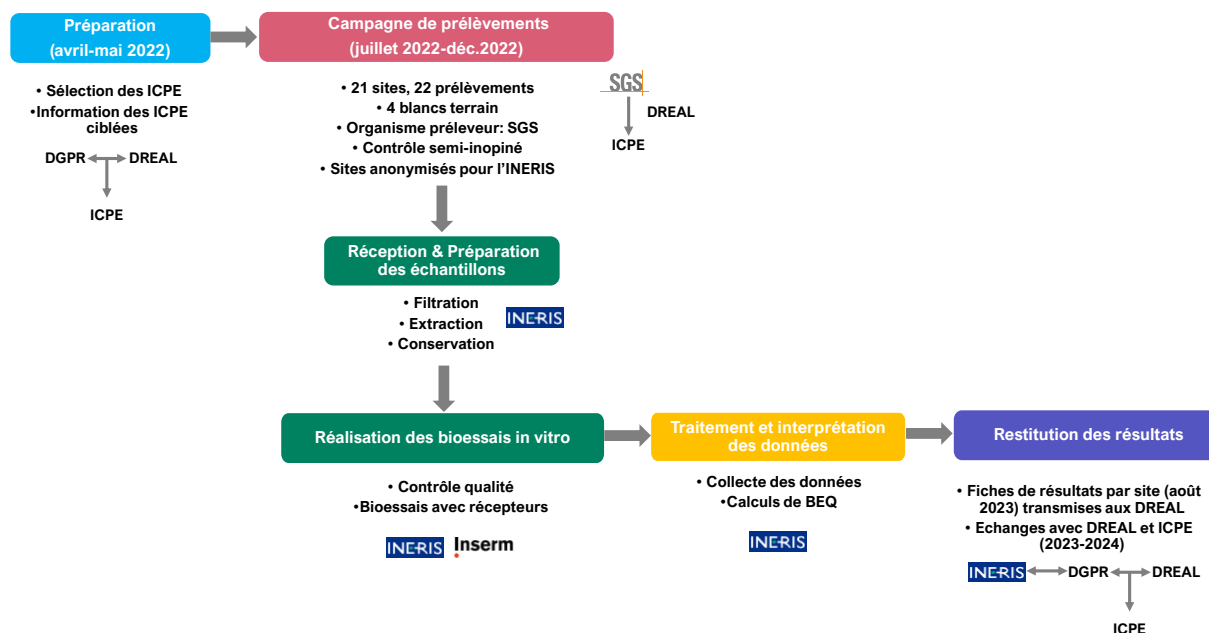 Préparation
(avril-mai 2022)
Campagne de prélèvements
(juillet 2022-déc.2022)
• Sélection des ICPE
•Information des ICPE
ciblées
DGPR
DREAL
ICPE
• 21 sites, 22 prélèvements
• 4 blancs terrain
• Organisme préleveur: SGS
• Contrôle semi-inopiné
• Sites anonymisés pour l'INERIS
SGS
DREAL
ICPE
Réception & Préparation
des échantillons
• Filtration
• Extraction
• Conservation
INERIS
Réalisation des bioessais in vitro
• Contrôle qualité
•Bioessais avec récepteurs
INERIS
Inserm
Traitement et interprétation
des données
• Collecte des données
•Calculs de BEQ
INERIS
Restitution des résultats
• Fiches de résultats par site (août
2023) transmises aux DREAL
• Echanges avec DREAL et ICPE
(2023-2024)
INERIS
DGPR
DREAL
ICPE